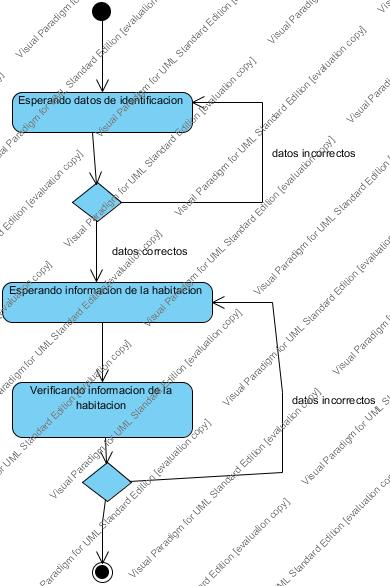 Esperando datos de identificacion
datos incorrectos
datos correctos
Esperando informacion de la habitacion
Verificando informacion de la
habitacion
datos incorrectos
Visual Paradigm for UML Standard Edition [evaluation copy]